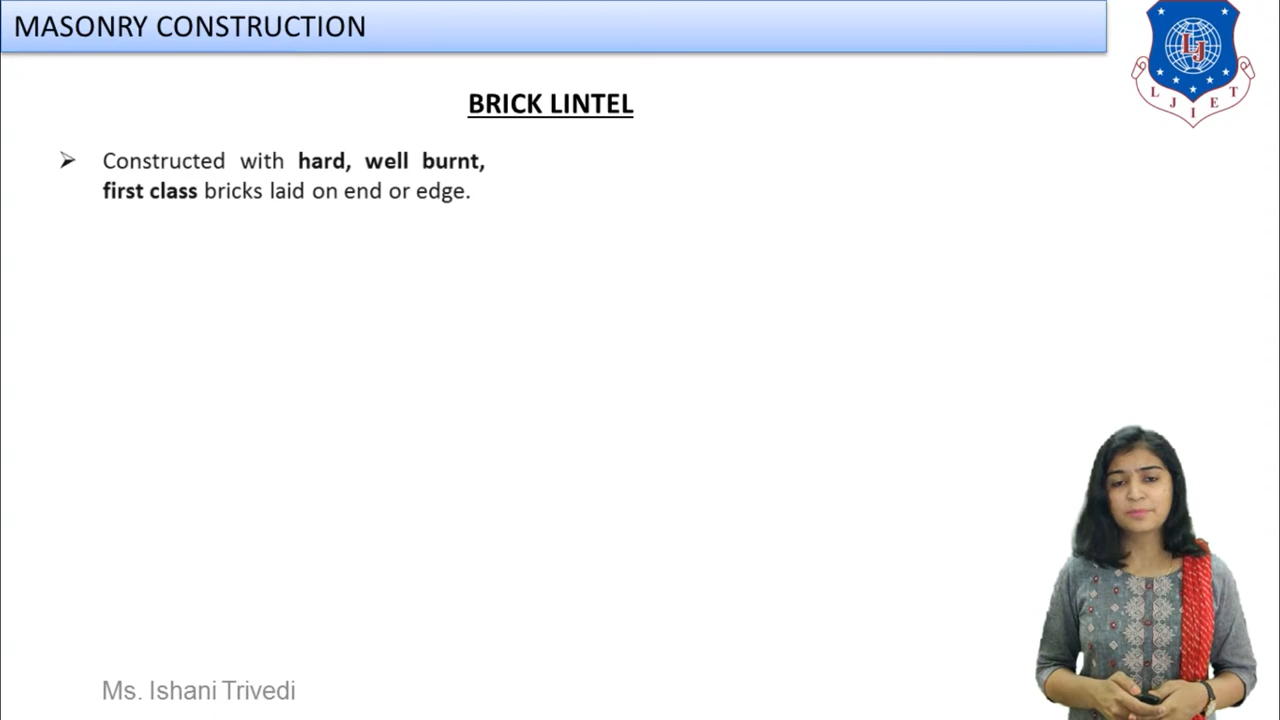 MASONRY CONSTRUCTION
L J I E T
LJ
BRICK LINTEL
➢ Constructed with hard, well burnt,
first class bricks laid on end or edge.
Ms. Ishani Trivedi